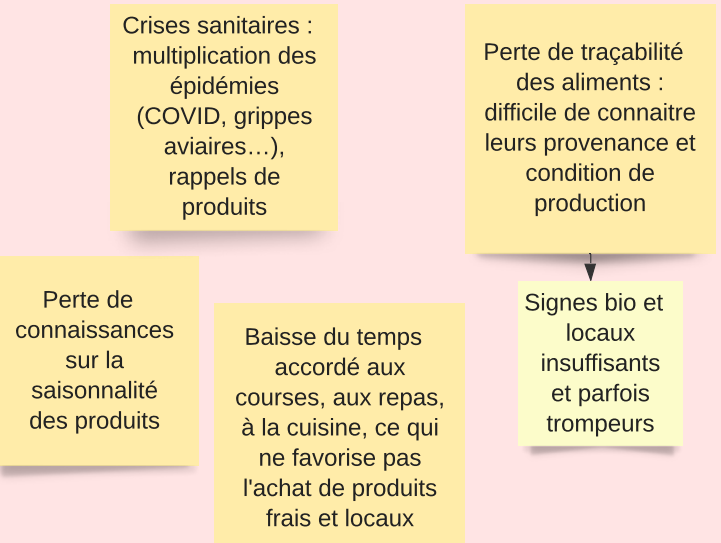 Crises sanitaires :
multiplication des
épidémies
(COVID, grippes
aviaires…),
rappels de
produits
Perte de traçabilité
des aliments :
difficile de connaitre
leurs provenance et
condition de
production
Perte de
connaissances
sur la
saisonnalité
des produits
Baisse du temps
accordé aux
courses, aux repas,
à la cuisine, ce qui
ne favorise pas
l'achat de produits
frais et locaux
Signes bio et
locaux
insuffisants
et parfois
trompeurs